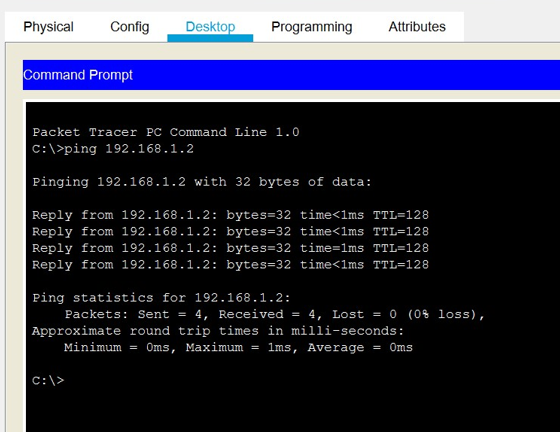 Physical Config Desktop Programming Attributes
Command Prompt
Packet Tracer PC Command Line 1.0
C:\>ping 192.168.1.2
Pinging 192.168.1.2 with 32 bytes of data:
Reply from 192.168.1.2: bytes=32 time<1ms TTL=128
Reply from 192.168.1.2: bytes=32 time<1ms TTL=128
Reply from 192.168.1.2: bytes=32 time=1ms TTL=128
Reply from 192.168.1.2: bytes=32 time<1ms TTL=128
Ping statistics for 192.168.1.2:
Packets: Sent = 4, Received = 4, Lost = 0 (0% loss),
Approximate round trip times in milli-seconds:
Minimum = 0ms, Maximum = 1ms, Average = 0ms
C:\>